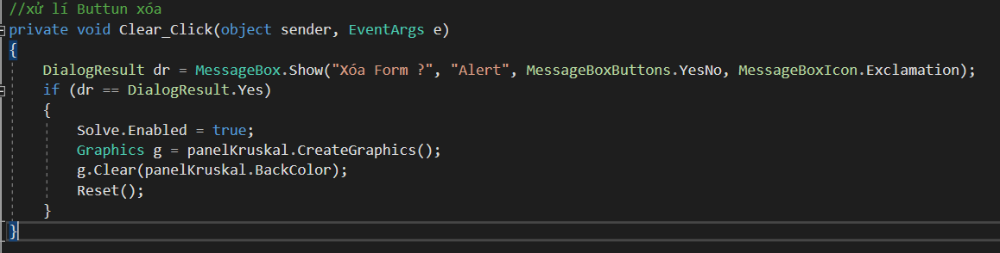 //xử lí Buttun xóa
private void Clear_Click(object sender, EventArgs e)
{
    DialogResult dr = MessageBox.Show("Xóa Form ?", "Alert", MessageBoxButtons.YesNo, MessageBoxIcon.Exclamation);
    if (dr == DialogResult.Yes)
    {
        Solve.Enabled = true;
        Graphics g = panelKruskal.CreateGraphics();
        g.Clear(panelKruskal.BackColor);
        Reset();
    }
}